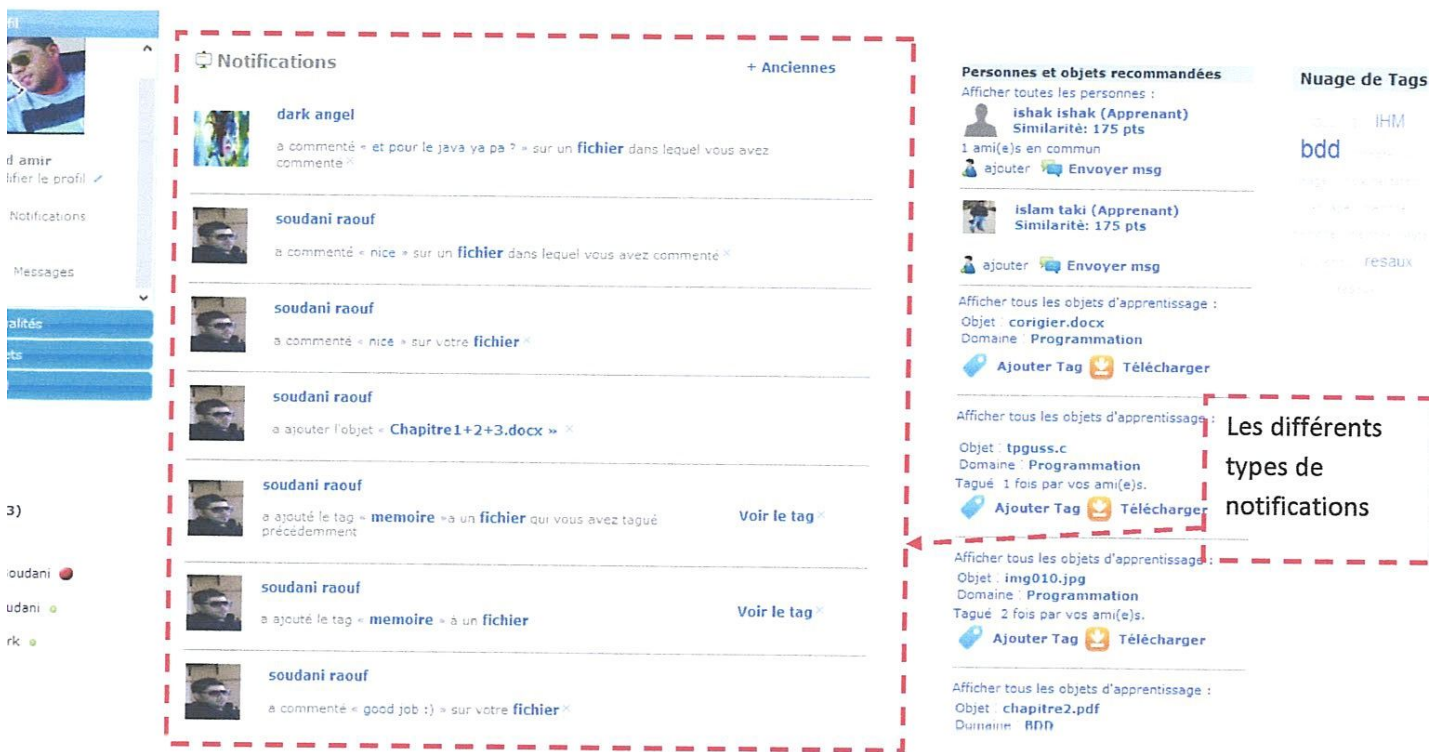 Notifications
+ Anciennes
dark angel
a commenté « et pour le java ya pa ? » sur un fichier dans lequel vous avez
commenté ×
soudani raouf
a commenté « nice » sur un fichier dans lequel vous avez commenté ×
soudani raouf
a commenté « nice » sur votre fichier ×
soudani raouf
a ajouter l'objet « Chapitre1+2+3.docx » ×
soudani raouf
a ajouté le tag « memoire » a un fichier qui vous avez tagué
précédemment
Voir le tag ×
soudani raouf
a ajouté le tag « memoire » à un fichier
Voir le tag ×
soudani raouf
a commenté « good job :) » sur votre fichier ×
d amir
difier le profil
Notifications
Messages
alités
ets
3)
soudani
udani
rk
Personnes et objets recommandées
Afficher toutes les personnes :
ishak ishak (Apprenant)
Similarité: 175 pts
1 ami(e)s en commun
ajouter Envoyer msg
islam taki (Apprenant)
Similarité: 175 pts
ajouter Envoyer msg
Afficher tous les objets d'apprentissage :
Objet : corigier.docx
Domaine : Programmation
Ajouter Tag Télécharger
Afficher tous les objets d'apprentissage :
Objet : tpguss.c
Domaine : Programmation
Tagué 1 fois par vos ami(e)s.
Ajouter Tag Télécharger
Afficher tous les objets d'apprentissage :
Objet : img010.jpg
Domaine : Programmation
Tagué 2 fois par vos ami(e)s.
Ajouter Tag Télécharger
Afficher tous les objets d'apprentissage :
Objet : chapitre2.pdf
Domaine BDD
Nuage de Tags
IHM
bdd
resaux
Les différents
types de
notifications